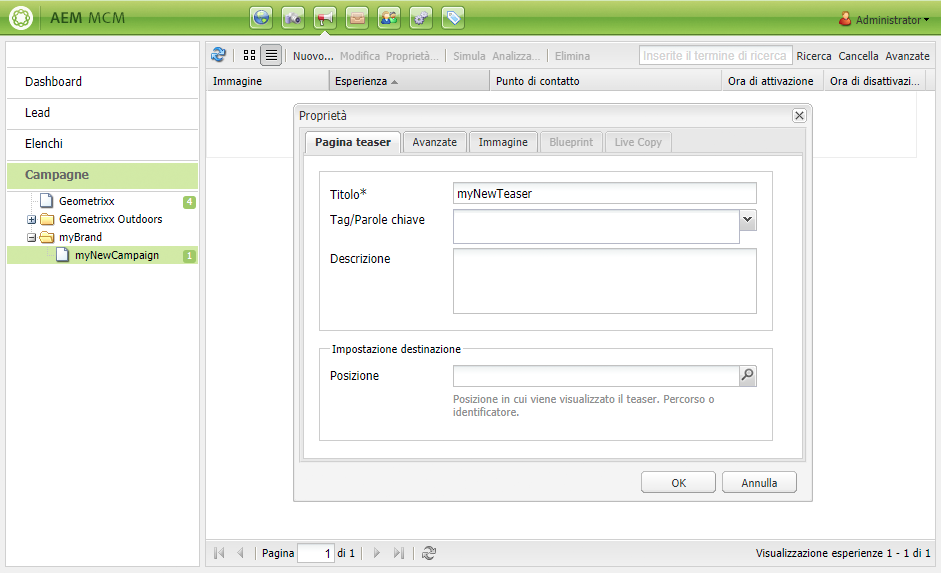 AEM MCM
Administrator
Dashboard
Lead
Elenchi
Campagne
Geometrixx 4
Geometrixx Outdoors
myBrand
myNewCampaign 1
Nuovo... Modifica Proprietà... Simula Analizza... Elimina Inserite il termine di ricerca Ricerca Cancella Avanzate
Immagine Esperienza Punto di contatto Ora di attivazione Ora di disattivazi...
Proprietà
Pagina teaser Avanzate Immagine Blueprint Live Copy
Titolo* myNewTeaser
Tag/Parole chiave
Descrizione
Impostazione destinazione
Posizione
Posizione in cui viene visualizzato il teaser. Percorso o
identificatore.
OK Annulla
Pagina 1 di 1 Visualizzazione esperienze 1 - 1 di 1